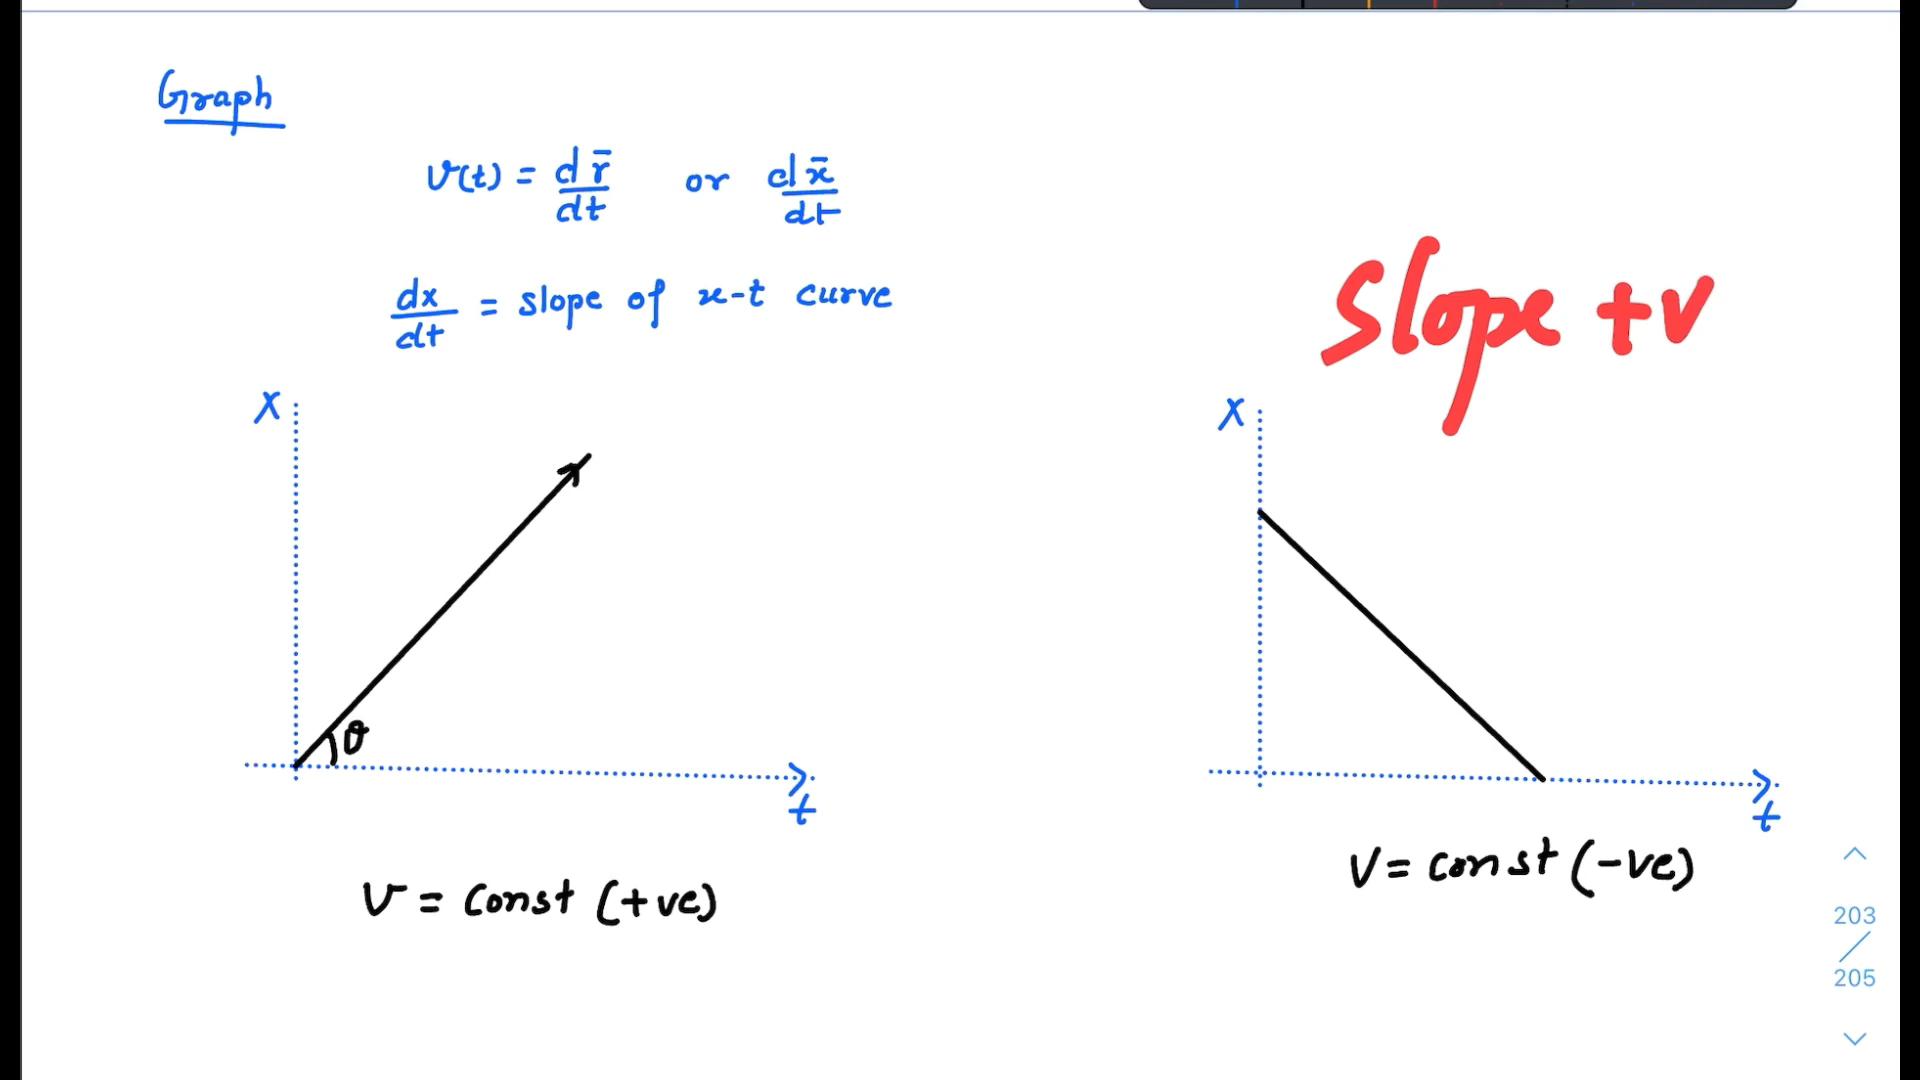 Graph
v(t) = dr̄/dt or dx̄/dt
dx/dt = slope of x-t curve
Slope +v
X
θ
t
v = const (+ve)
X
t
V = const (-ve)
203
/
205